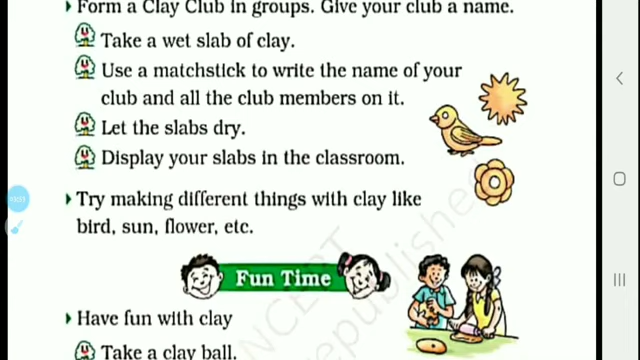 Form a Clay Club in groups. Give your club a name.
Take a wet slab of clay.
Use a matchstick to write the name of your
club and all the club members on it.
Let the slabs dry.
Display your slabs in the classroom.
Try making different things with clay like
bird, sun, flower, etc.
Fun Time
Have fun with clay
Take a clay ball.